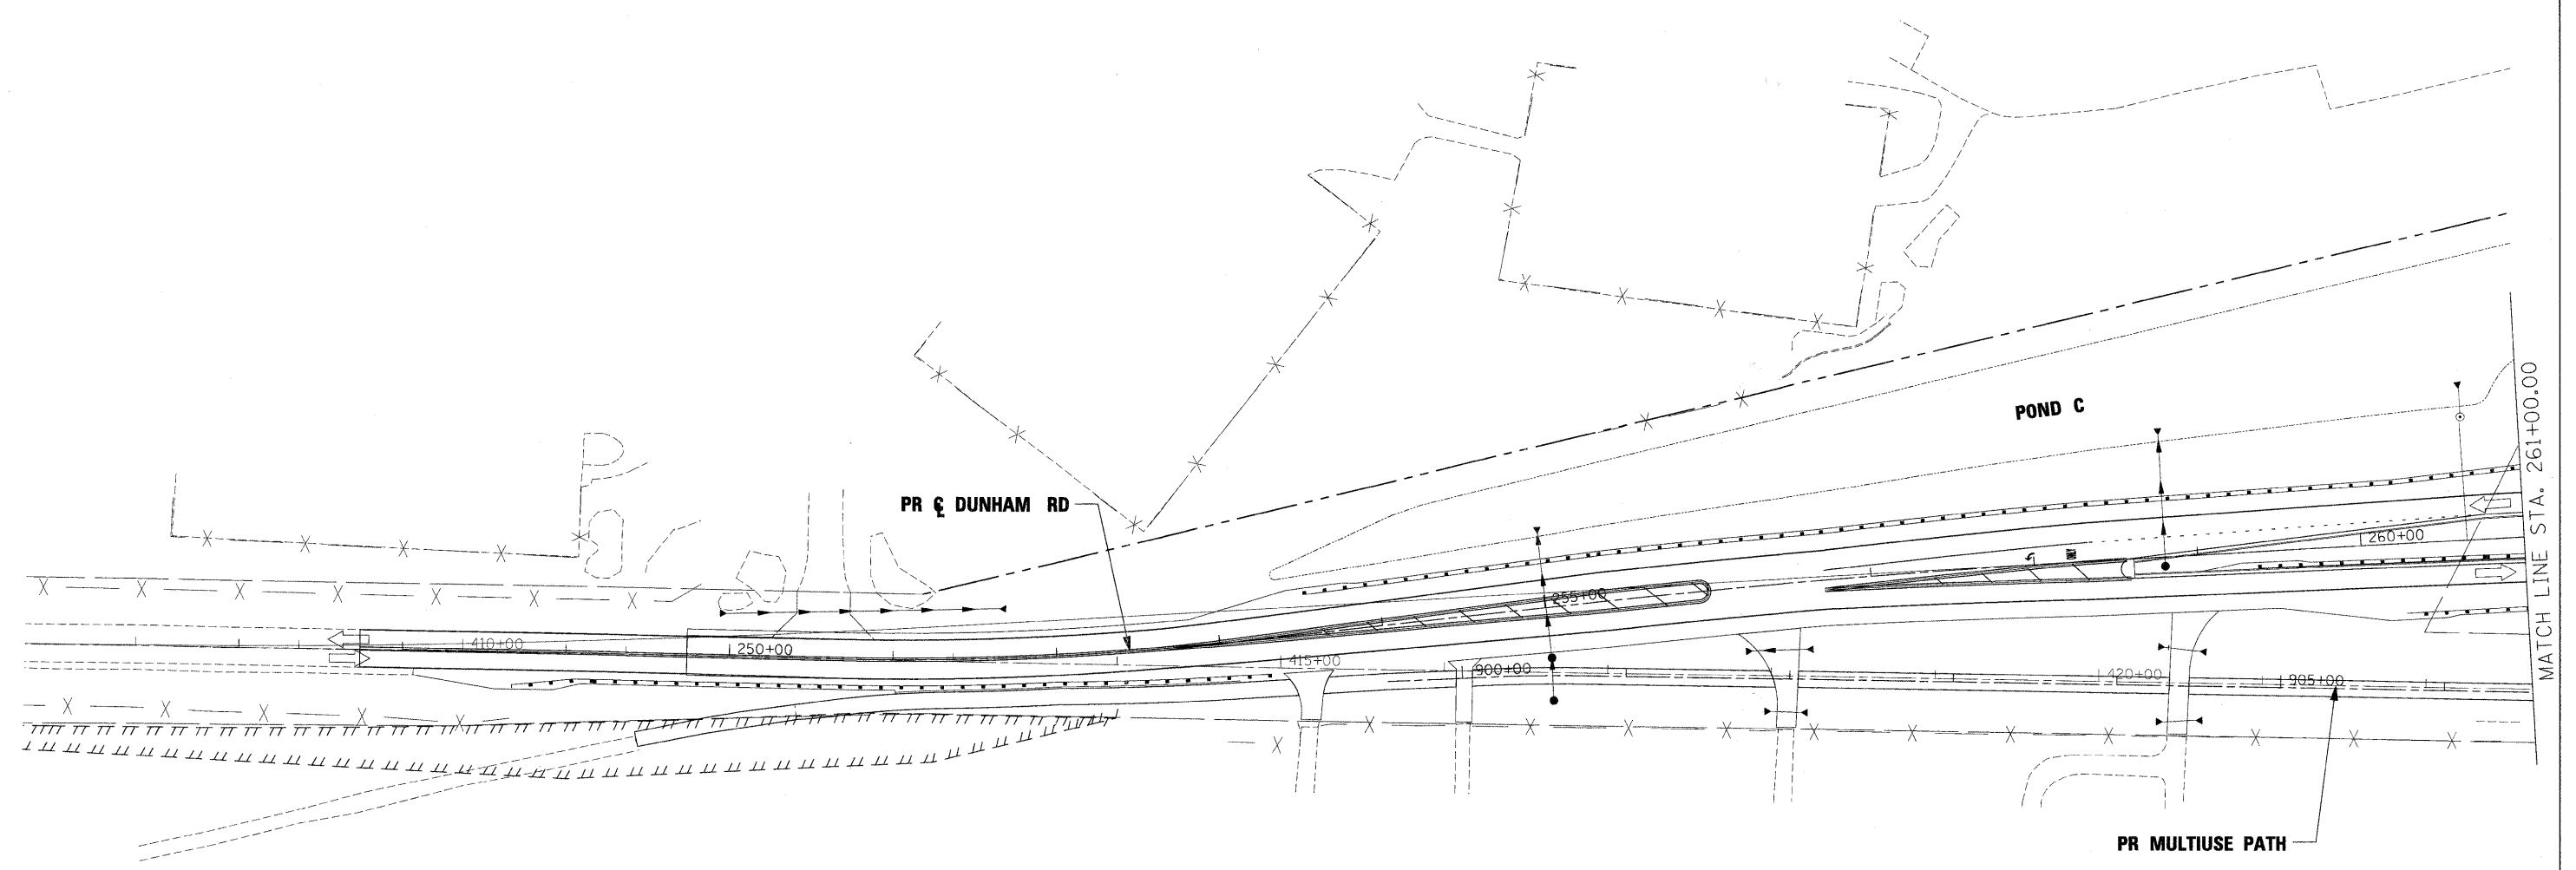 POND C
MATCH LINE STA. 261+00.00
PR ℄ DUNHAM RD
260+00
255+00
410+00
250+00
415+00
900+00
420+00
905+00
PR MULTIUSE PATH